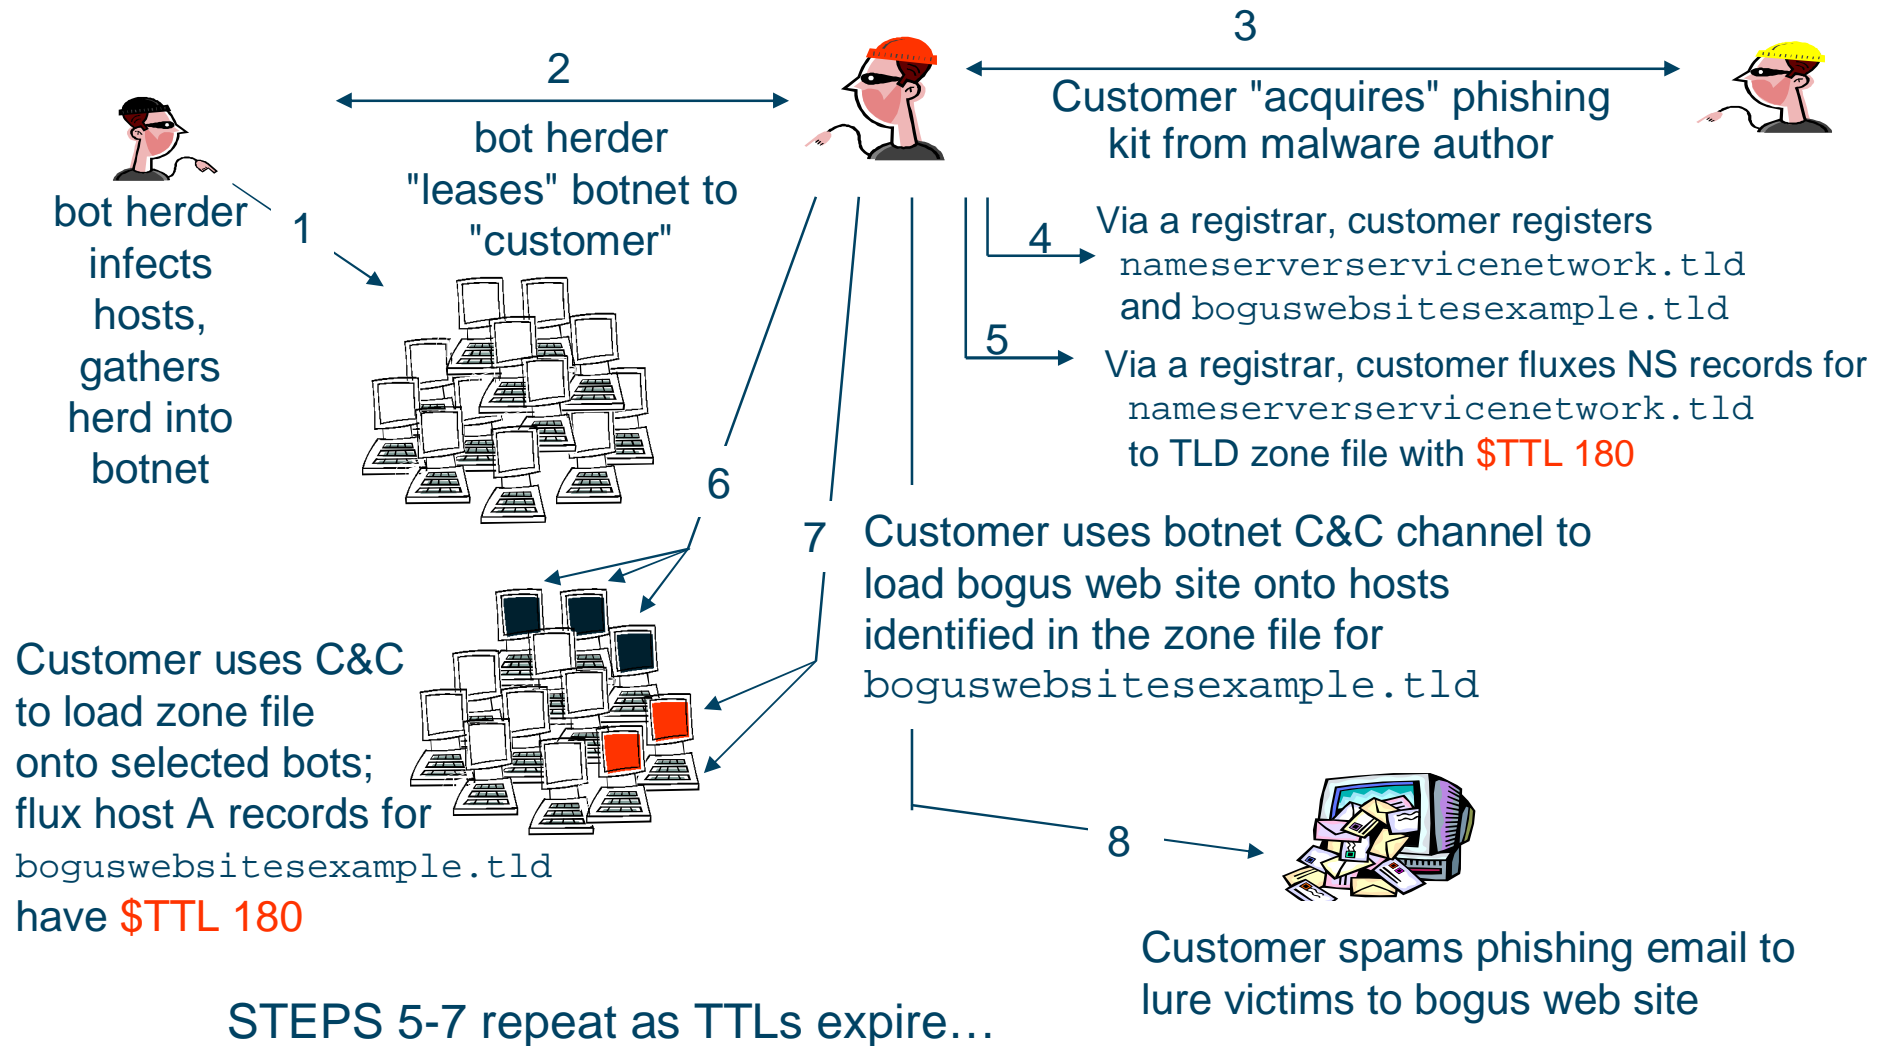 1
bot herder
infects
hosts,
gathers
herd into
botnet
2
bot herder
"leases" botnet to
"customer"
3
Customer "acquires" phishing
kit from malware author
4
Via a registrar, customer registers
nameserverservicenetwork.tld
and boguswebsitesexample.tld
5
Via a registrar, customer fluxes NS records for
nameserverservicenetwork.tld
to TLD zone file with $TTL 180
6
Customer uses C&C
to load zone file
onto selected bots;
flux host A records for
boguswebsitesexample.tld
have $TTL 180
7
Customer uses botnet C&C channel to
load bogus web site onto hosts
identified in the zone file for
boguswebsitesexample.tld
8
Customer spams phishing email to
lure victims to bogus web site
STEPS 5-7 repeat as TTLs expire…